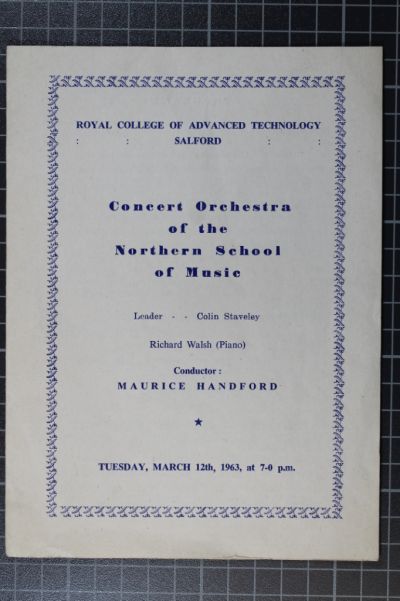 ROYAL COLLEGE OF ADVANCED TECHNOLOGY
: : SALFORD : :
Concert Orchestra
of the
Northern School
of Music
Leader - - Colin Staveley
Richard Walsh (Piano)
Conductor :
MAURICE HANDFORD
★
TUESDAY, MARCH 12th, 1963, at 7-0 p.m.